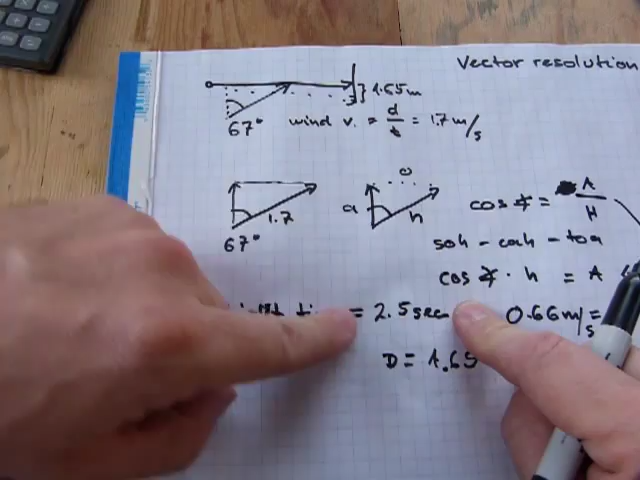 Vector resolution
1.65m
67° wind v. = d/t = 1.7 m/s
o
a h
1.7
67°
cos ∡ = A/H
soh - cah - toa
cos ∡ · h = A
= 2.5 sec 0.66 m/s =
D = 1.65